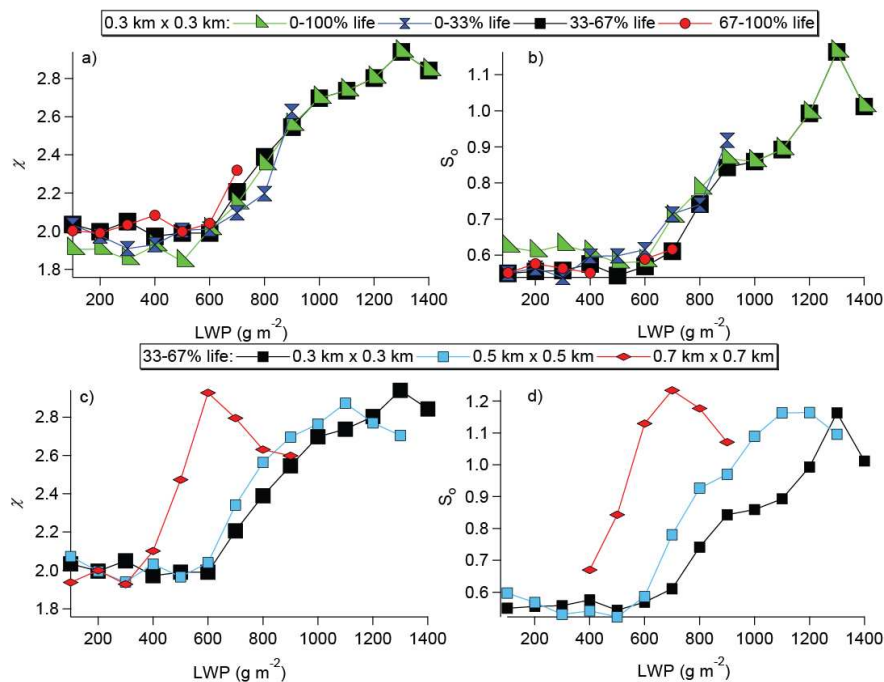 0.3 km x 0.3 km: 0-100% life 0-33% life 33-67% life 67-100% life
a)
2.8
2.6
2.4
2.2
2.0
1.8
χ
200 400 600 800 1000 1200 1400
LWP (g m⁻²)
b)
1.1
1.0
0.9
0.8
0.7
0.6
Sₒ
200 400 600 800 1000 1200 1400
LWP (g m⁻²)
33-67% life: 0.3 km x 0.3 km 0.5 km x 0.5 km 0.7 km x 0.7 km
c)
2.8
2.6
2.4
2.2
2.0
1.8
χ
200 400 600 800 1000 1200 1400
LWP (g m⁻²)
d)
1.2
1.1
1.0
0.9
0.8
0.7
0.6
Sₒ
200 400 600 800 1000 1200 1400
LWP (g m⁻²)